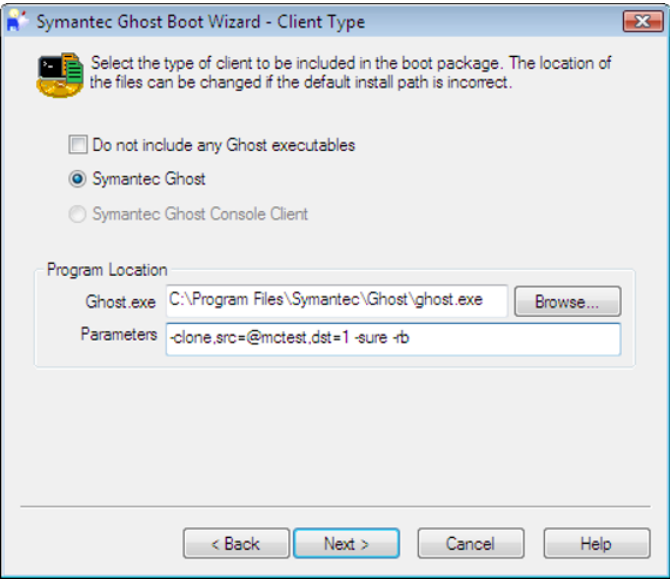 Symantec Ghost Boot Wizard - Client Type
Select the type of client to be included in the boot package. The location of
the files can be changed if the default install path is incorrect.
Do not include any Ghost executables
Symantec Ghost
Symantec Ghost Console Client
Program Location
Ghost.exe C:\Program Files\Symantec\Ghost\ghost.exe Browse...
Parameters -clone,src=@mctest,dst=1 -sure -rb
< Back Next > Cancel Help